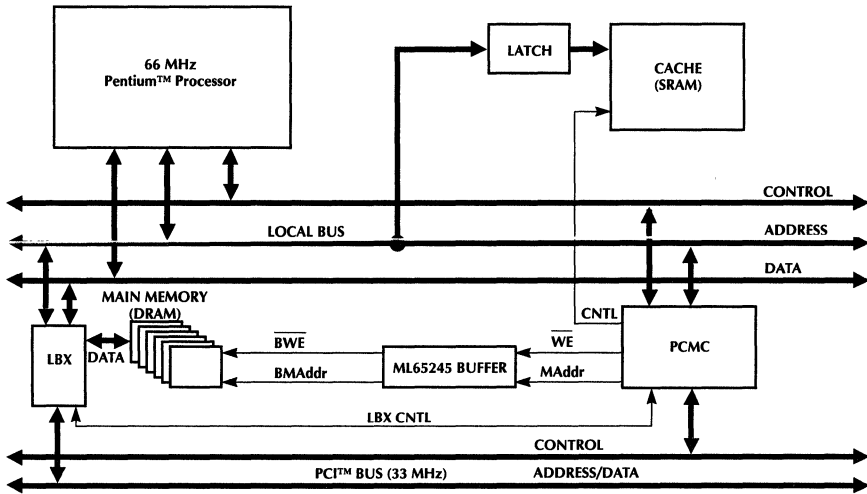 66 MHz
Pentium™ Processor
LATCH
CACHE
(SRAM)
CONTROL
LOCAL BUS
ADDRESS
DATA
MAIN MEMORY
(DRAM)
CNTL
LBX
DATA
BWE
WE
PCMC
BMAddr
ML65245 BUFFER
MAddr
LBX CNTL
CONTROL
PCI™ BUS (33 MHz)
ADDRESS/DATA